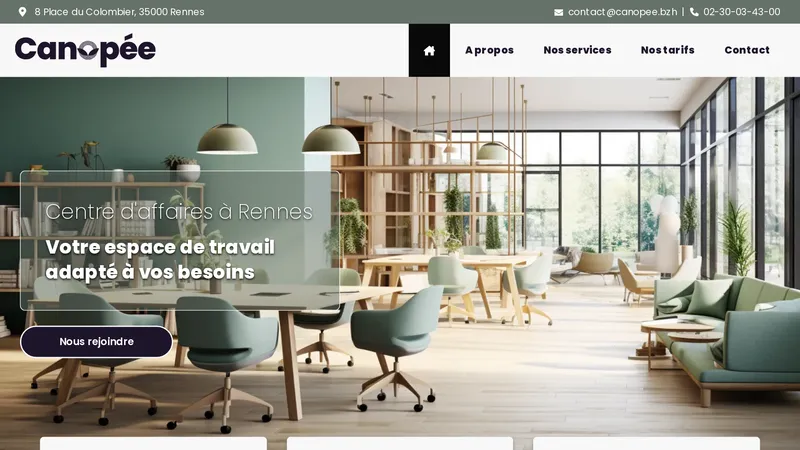 8 Place du Colombier, 35000 Rennes
contact@canopee.bzh | 02-30-03-43-00
Canopée
A propos
Nos services
Nos tarifs
Contact
Centre d'affaires à Rennes
Votre espace de travail
adapté à vos besoins
Nous rejoindre